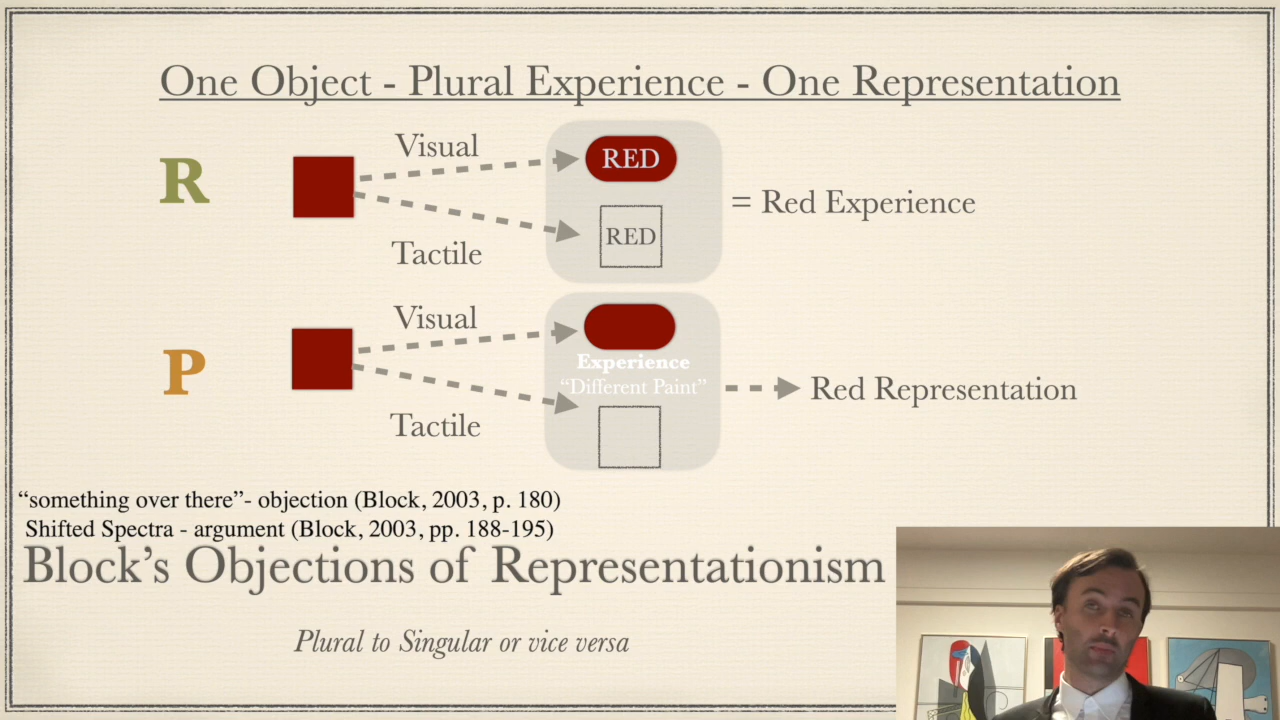 One Object - Plural Experience - One Representation
R
Visual
RED
= Red Experience
RED
Tactile
P
Visual
Experience
“Different Paint”
Red Representation
Tactile
“something over there”- objection (Block, 2003, p. 180)
Shifted Spectra - argument (Block, 2003, pp. 188-195)
Block’s Objections of Representationism
Plural to Singular or vice versa